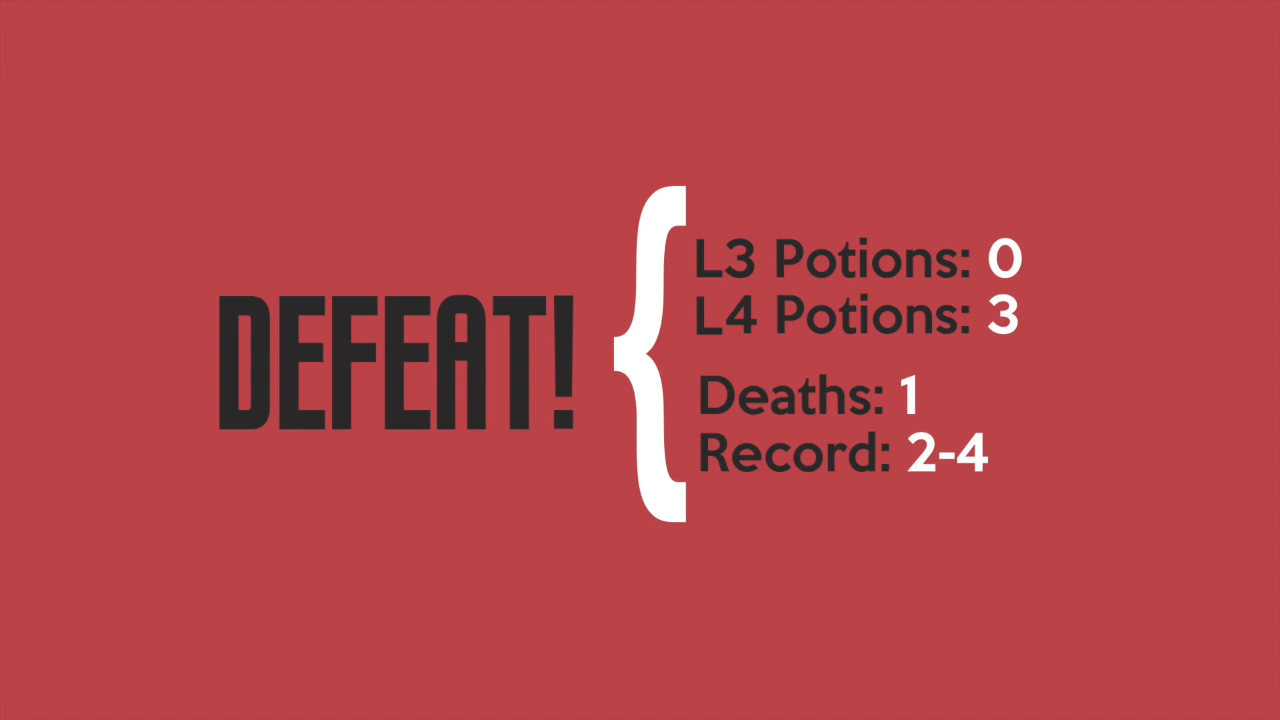 DEFEAT!
L3 Potions: 0
L4 Potions: 3
Deaths: 1
Record: 2-4